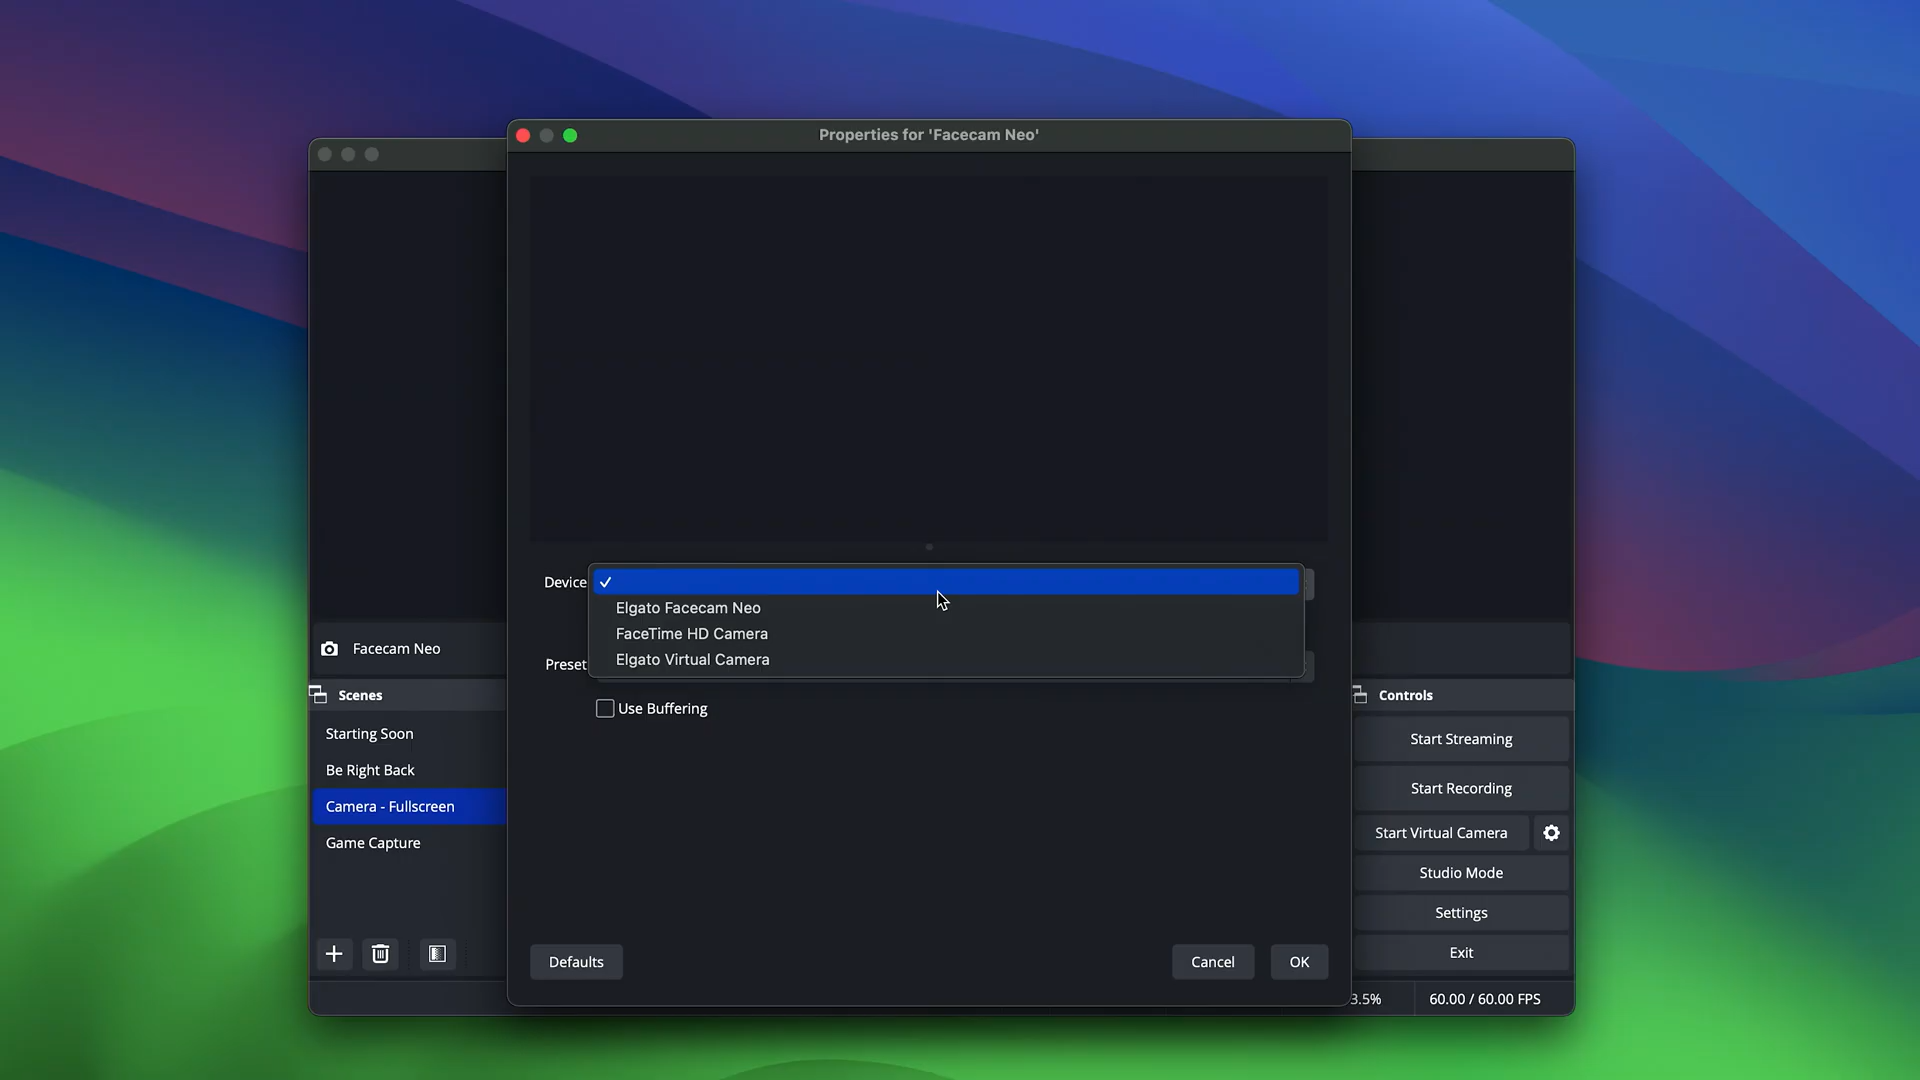 Properties for 'Facecam Neo'
Device
Elgato Facecam Neo
FaceTime HD Camera
Elgato Virtual Camera
Preset
Use Buffering
Defaults
Cancel
OK
Facecam Neo
Scenes
Starting Soon
Be Right Back
Camera - Fullscreen
Game Capture
Controls
Start Streaming
Start Recording
Start Virtual Camera
Studio Mode
Settings
Exit
3.5%
60.00 / 60.00 FPS